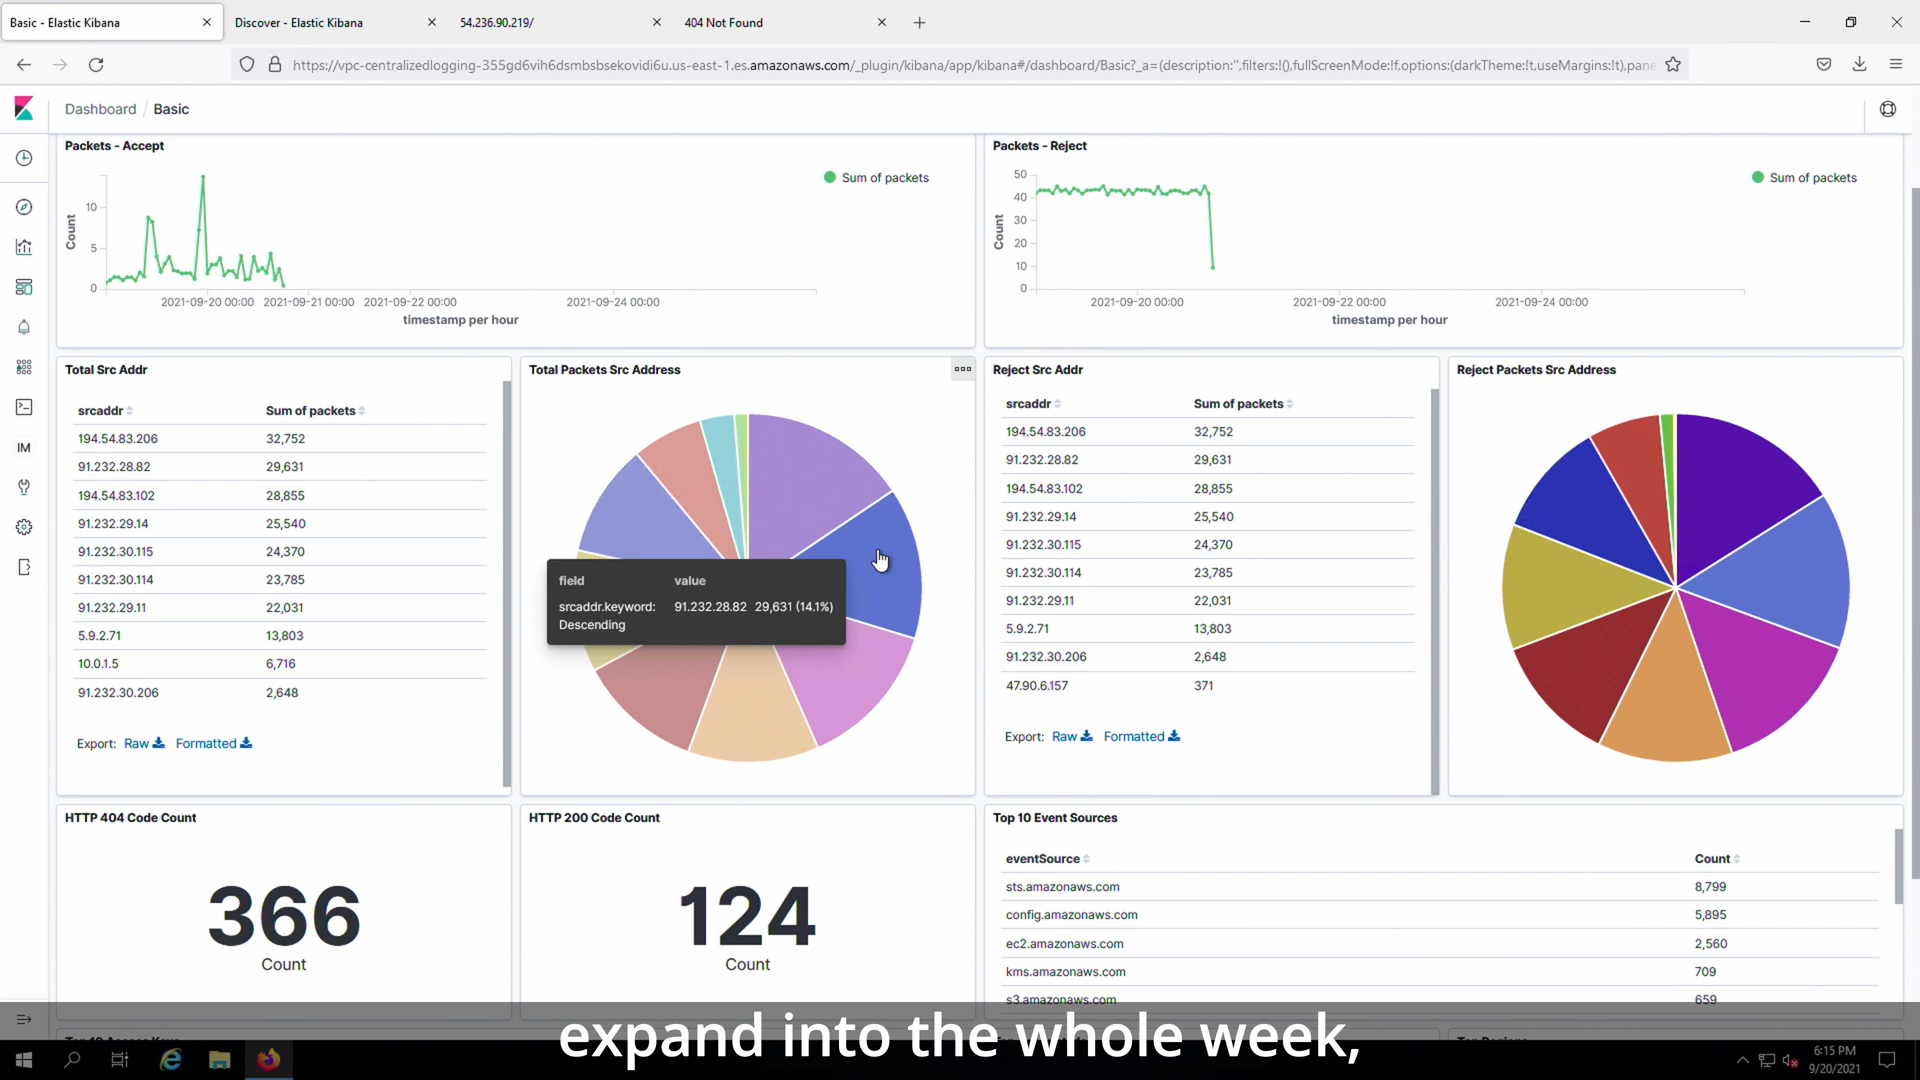 Basic - Elastic Kibana
Discover - Elastic Kibana
54.236.90.219/
404 Not Found
https://vpc-centralizedlogging-355gd6vih6dsmbsbsekovidi6u.us-east-1.es.amazonaws.com/_plugin/kibana/app/kibana#/dashboard/Basic?_a=(description:'',filters:!(),fullScreenMode:!f,options:(darkTheme:!t,useMargins:!t),pane
Dashboard / Basic
Packets - Accept
Sum of packets
Count
10
5
0
2021-09-20 00:00
2021-09-21 00:00
2021-09-22 00:00
2021-09-24 00:00
timestamp per hour
Packets - Reject
Sum of packets
Count
50
40
30
20
10
0
2021-09-20 00:00
2021-09-22 00:00
2021-09-24 00:00
timestamp per hour
IM
Total Src Addr
srcaddr Sum of packets
194.54.83.206 32,752
91.232.28.82 29,631
194.54.83.102 28,855
91.232.29.14 25,540
91.232.30.115 24,370
91.232.30.114 23,785
91.232.29.11 22,031
5.9.2.71 13,803
10.0.1.5 6,716
91.232.30.206 2,648
Export: Raw Formatted
Total Packets Src Address
field value
srcaddr.keyword: 91.232.28.82 29,631 (14.1%)
Descending
Reject Src Addr
srcaddr Sum of packets
194.54.83.206 32,752
91.232.28.82 29,631
194.54.83.102 28,855
91.232.29.14 25,540
91.232.30.115 24,370
91.232.30.114 23,785
91.232.29.11 22,031
5.9.2.71 13,803
91.232.30.206 2,648
47.90.6.157 371
Export: Raw Formatted
Reject Packets Src Address
HTTP 404 Code Count
366
Count
HTTP 200 Code Count
124
Count
Top 10 Event Sources
eventSource Count
sts.amazonaws.com 8,799
config.amazonaws.com 5,895
ec2.amazonaws.com 2,560
kms.amazonaws.com 709
s3.amazonaws.com 659
expand into the whole week,
6:15 PM
9/20/2021